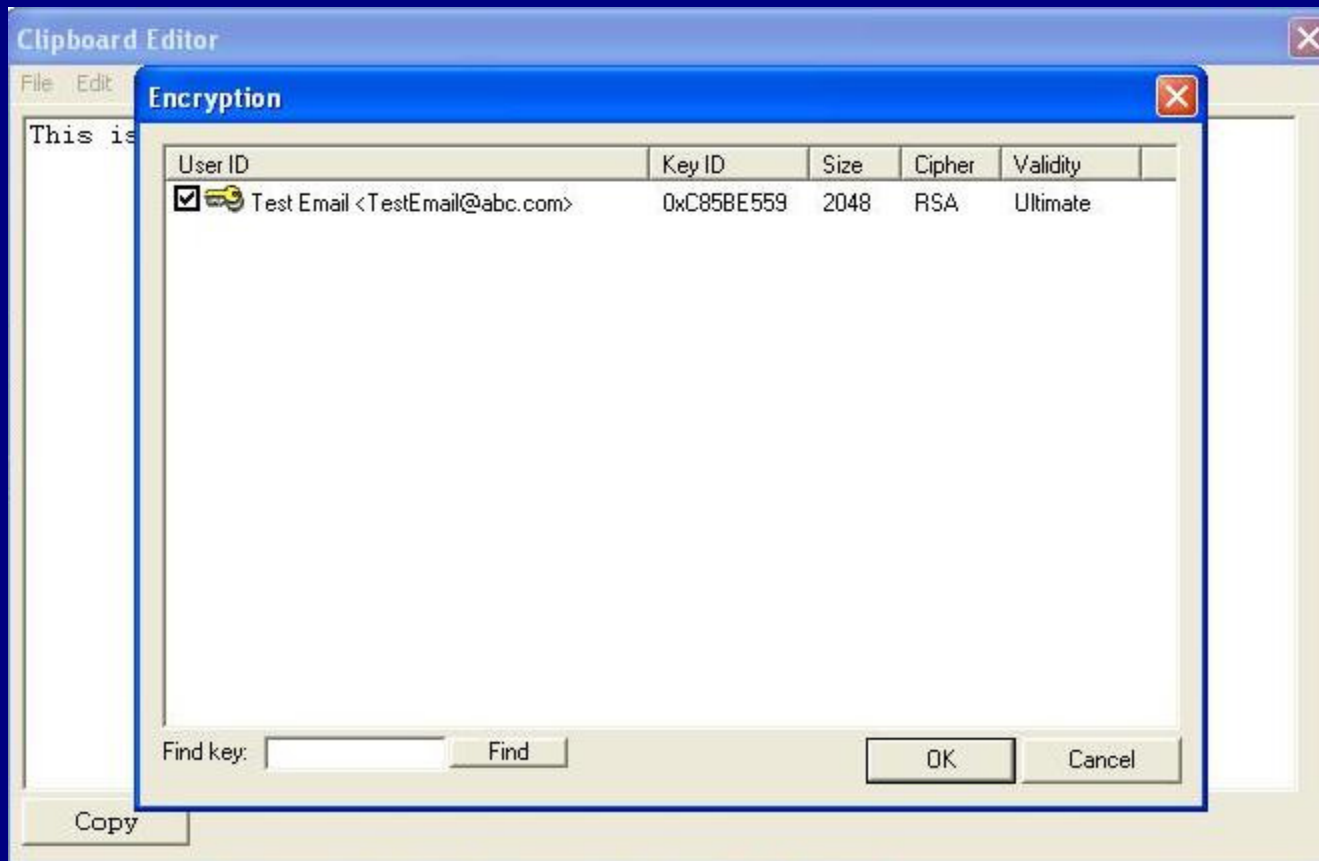 Clipboard Editor
File Edit
Encryption
This is
User ID Key ID Size Cipher Validity
Test Email <TestEmail@abc.com> 0xC85BE559 2048 RSA Ultimate
Find key: Find OK Cancel
Copy